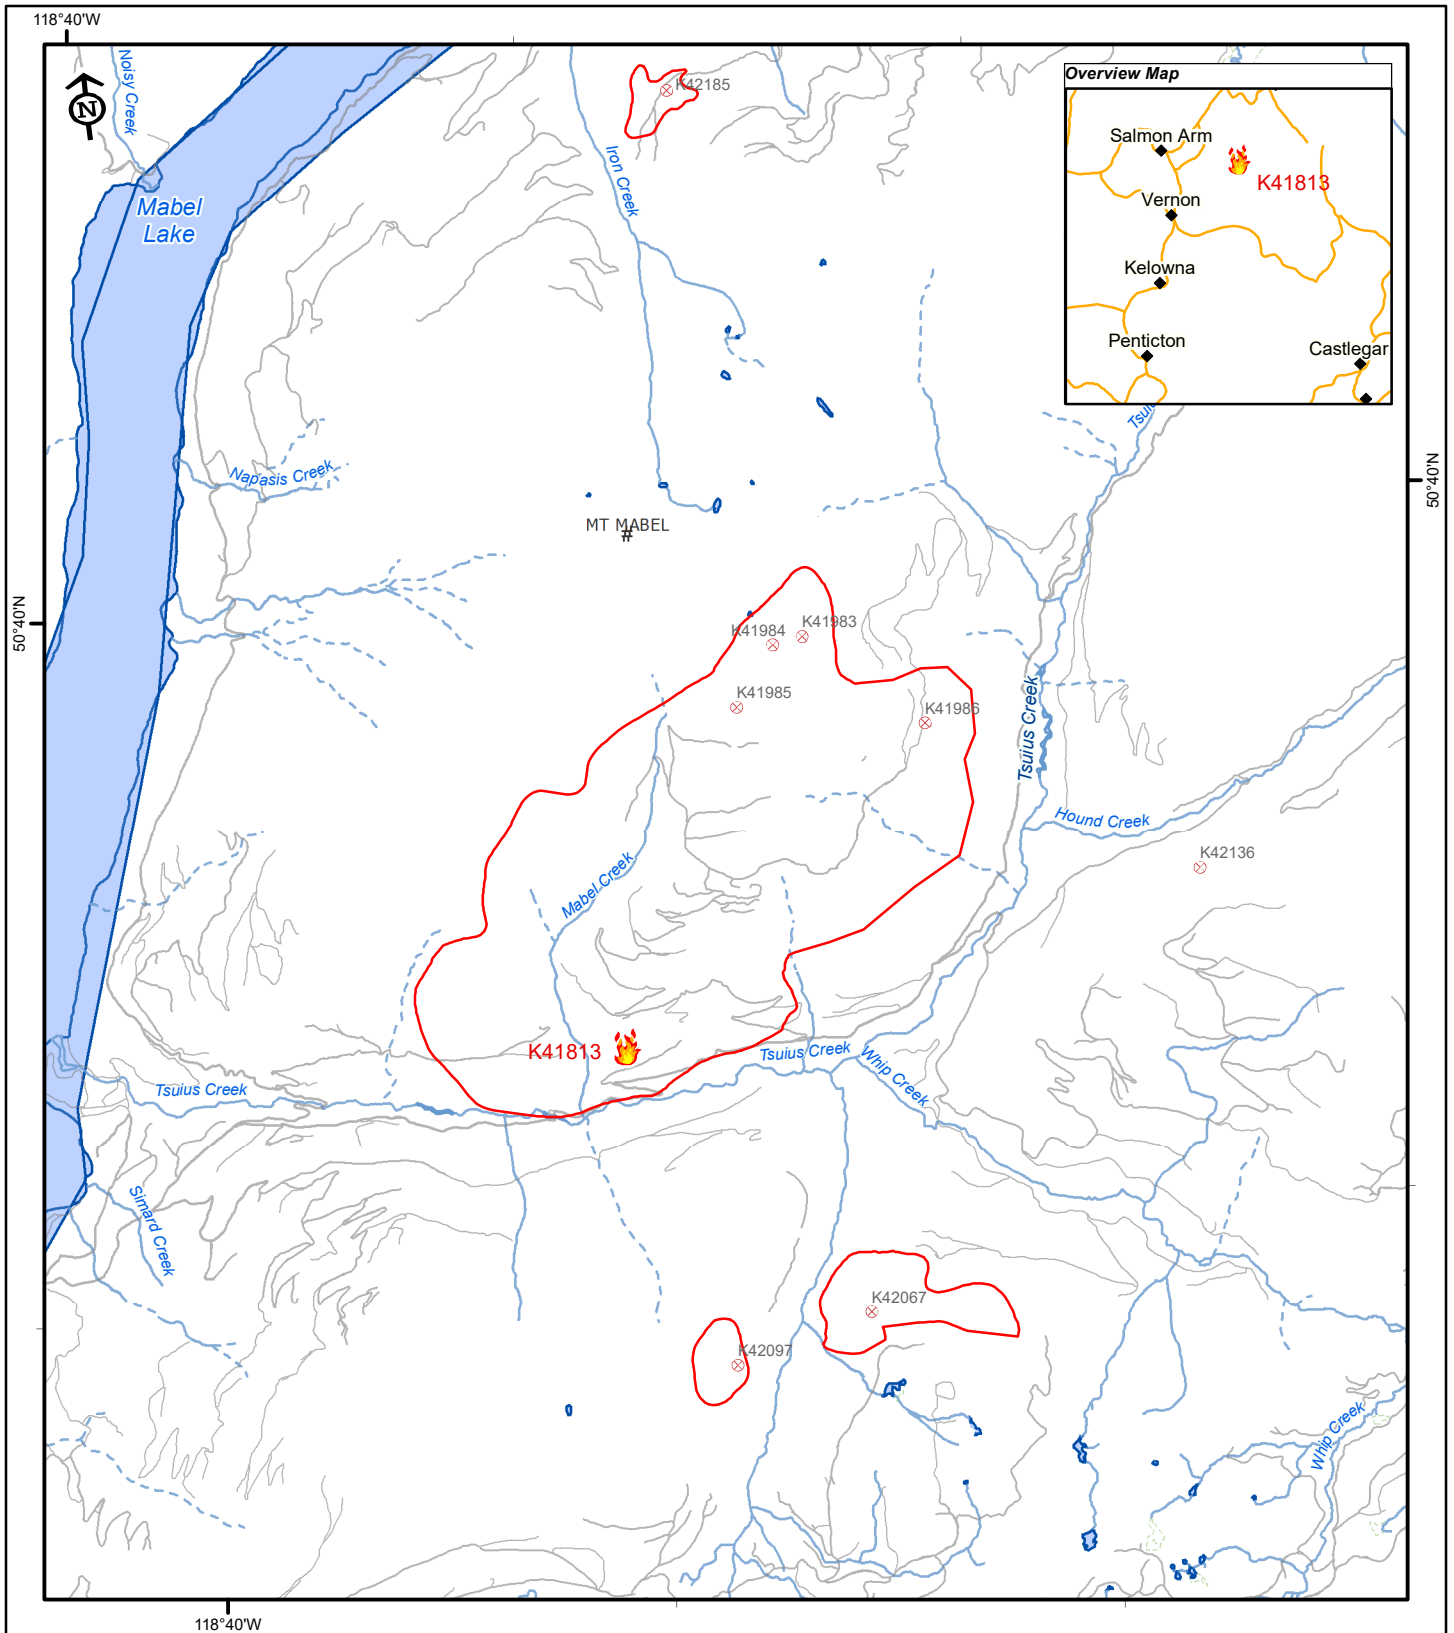 118°40'W
Noisy Creek
K42185
Overview Map
Salmon Arm
K41813
Vernon
Kelowna
Penticton
Castlegar
Iron Creek
Mabel
Lake
Napasis Creek
50°40'N
MT MABEL
#
50°40'N
K41984
K41983
K41985
K41986
Tsuius Creek
Hound Creek
K42136
Mabel Creek
K41813
Tsuius Creek
Whip Creek
Tsuius Creek
Simard Creek
K42067
K42097
Whip Creek
118°40'W
N